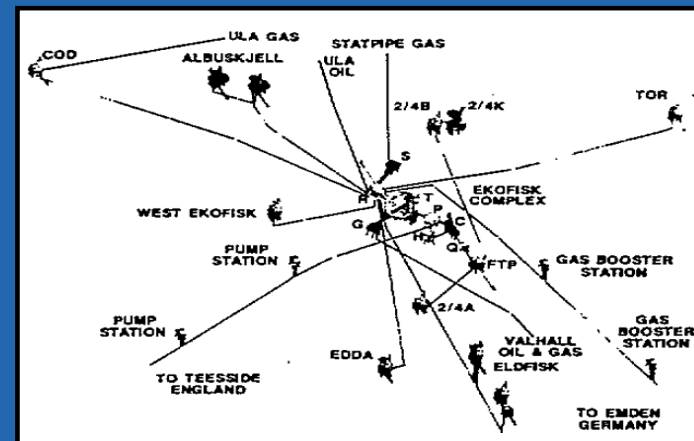 ULA GAS
COD
ALBUSKJELL
ULA
OIL
STATPIPE GAS
2/4B
2/4K
TOR
S
R
T
P
EKOFISK
COMPLEX
WEST EKOFISK
G
H
C
Q
PUMP
STATION
FTP
GAS BOOSTER
STATION
PUMP
STATION
2/4A
VALHALL
OIL & GAS
GAS
BOOSTER
STATION
EDDA
ELDFISK
TO TEESSIDE
ENGLAND
TO EMDEN
GERMANY